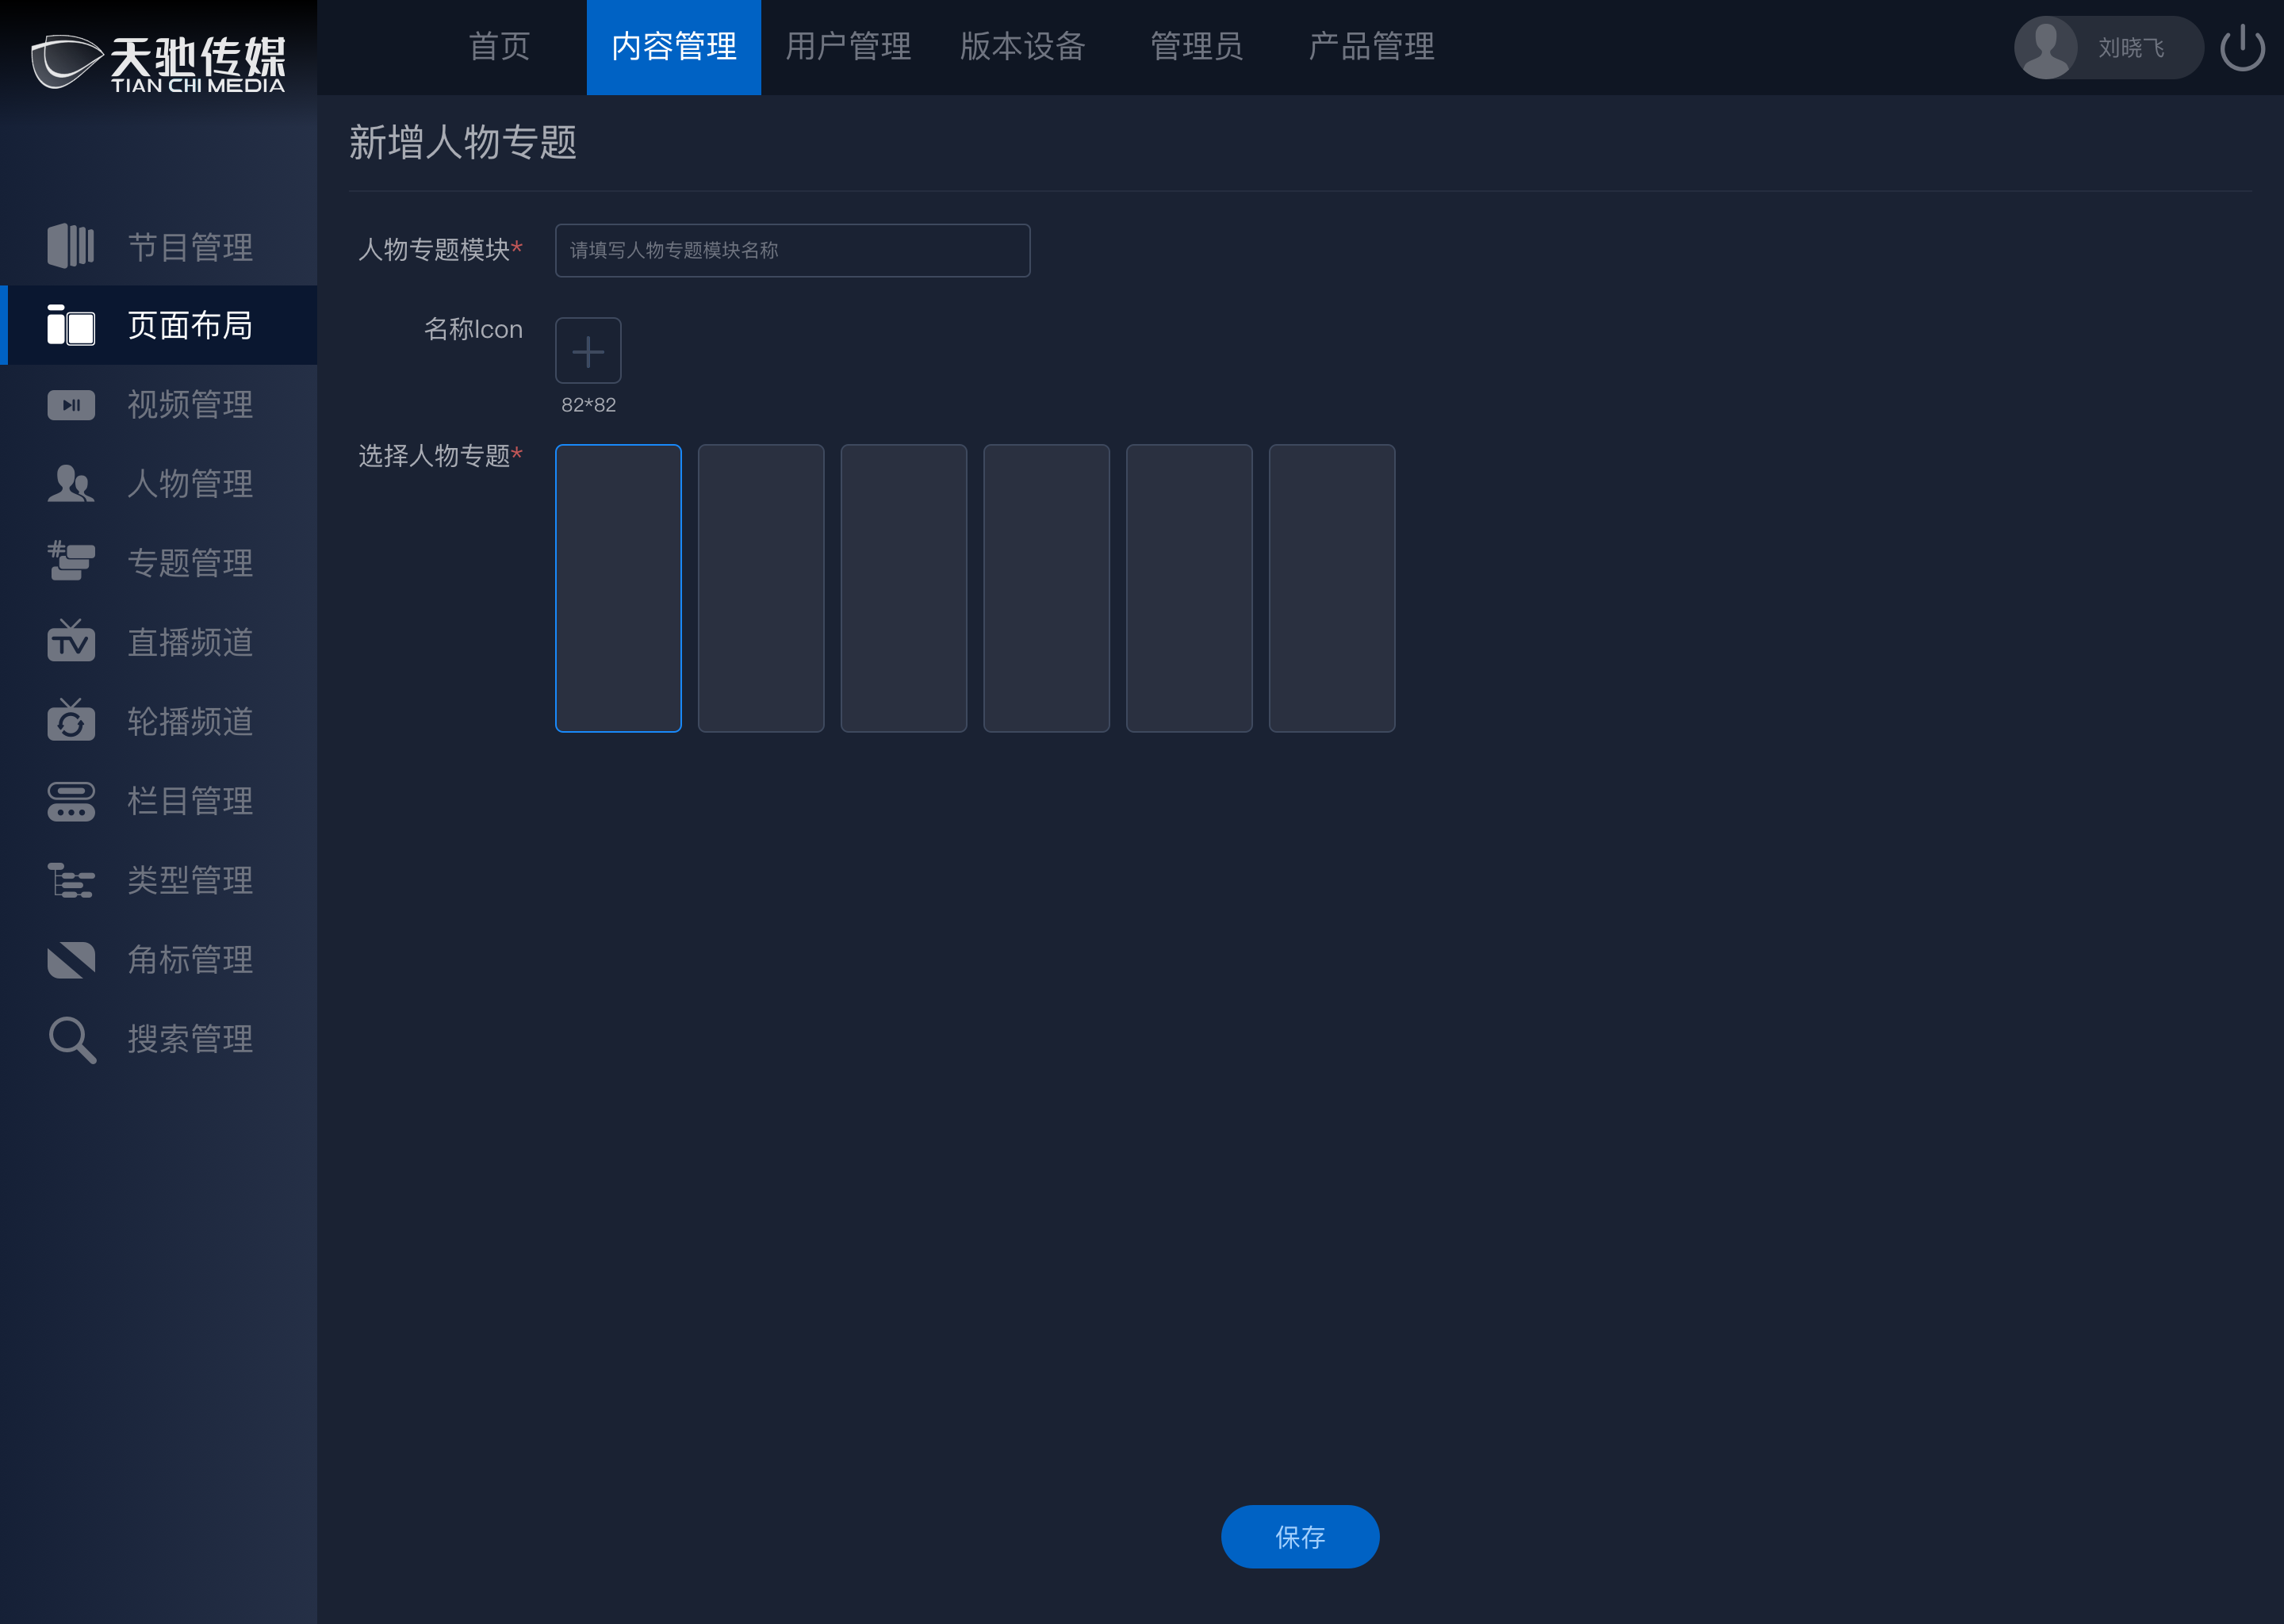 天驰传媒
TIAN CHI MEDIA
首页
内容管理
用户管理
版本设备
管理员
产品管理
刘晓飞
节目管理
页面布局
视频管理
人物管理
专题管理
TV
直播频道
轮播频道
栏目管理
类型管理
角标管理
搜索管理
新增人物专题
人物专题模块*
请填写人物专题模块名称
名称Icon
82*82
选择人物专题*
保存